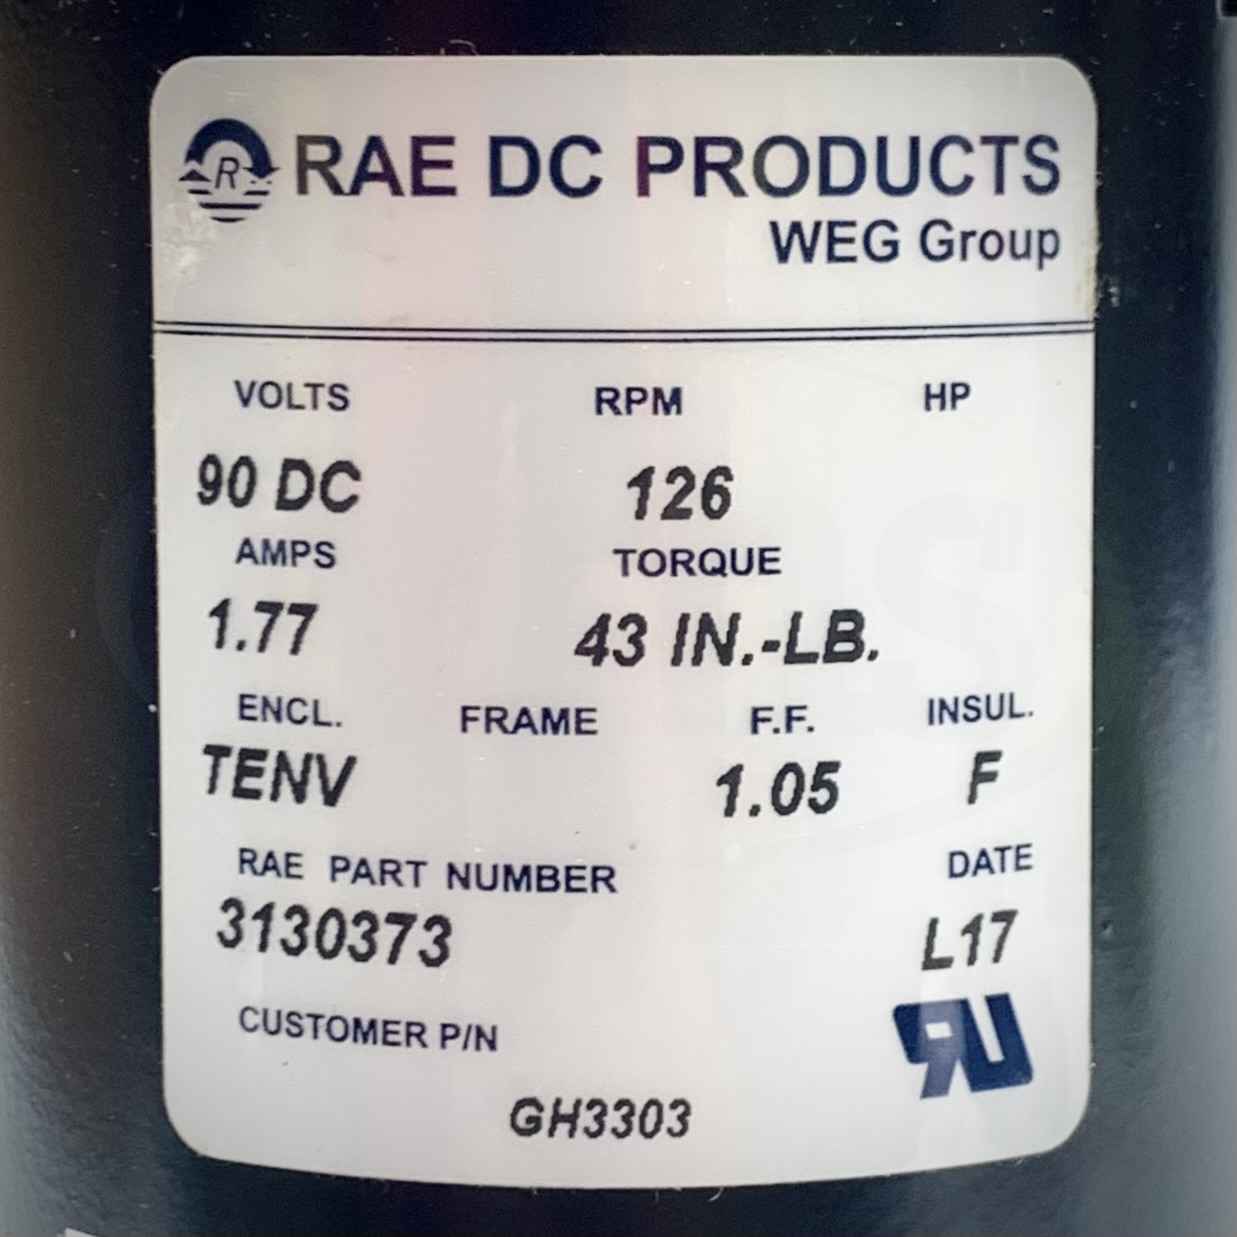 R RAE DC PRODUCTS
WEG Group
VOLTS RPM HP
90 DC 126
AMPS TORQUE
1.77 43 IN.-LB.
ENCL. FRAME F.F. INSUL.
TENV 1.05 F
RAE PART NUMBER DATE
3130373 L17
CUSTOMER P/N
RU
GH3303